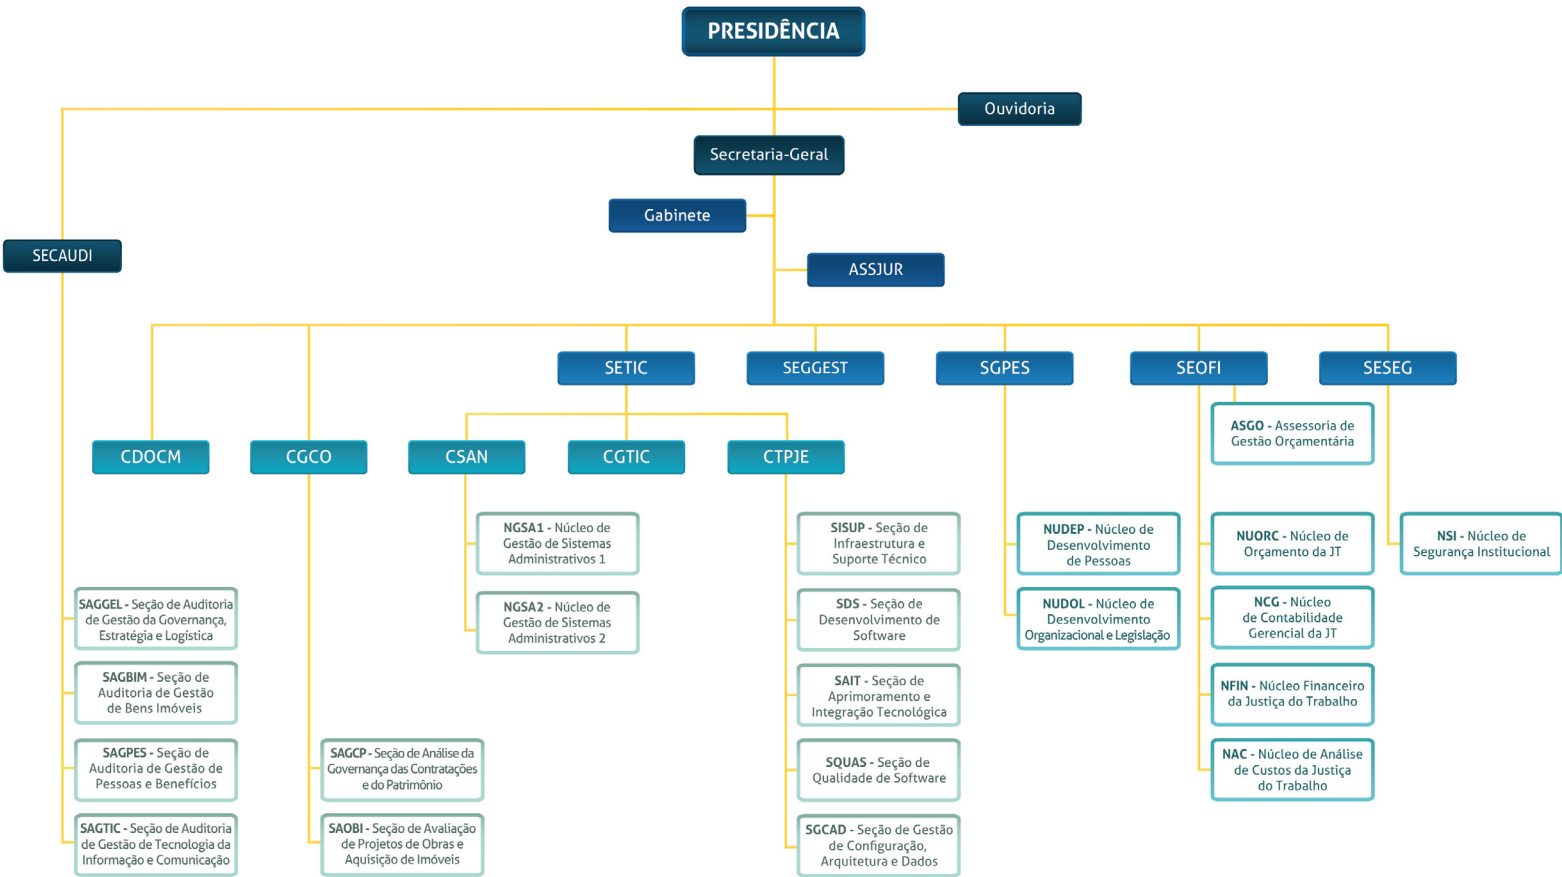 PRESIDÊNCIA
Ouvidoria
Secretaria-Geral
Gabinete
SECAUDI
ASSJUR
SETIC
SEGGEST
SGPES
SEOFI
SESEG
ASGO - Assessoria de
Gestão Orçamentária
CDOCM
CGCO
CSAN
CGTIC
CTPJE
NGSA1 - Núcleo de
Gestão de Sistemas
Administrativos 1
NGSA2 - Núcleo de
Gestão de Sistemas
Administrativos 2
SISUP - Seção de
Infraestrutura e
Suporte Técnico
SDS - Seção de
Desenvolvimento de
Software
SAIT - Seção de
Aprimoramento e
Integração Tecnológica
SQUAS - Seção de
Qualidade de Software
SGCAD - Seção de Gestão
de Configuração,
Arquitetura e Dados
NUDEP - Núcleo de
Desenvolvimento
de Pessoas
NUDOL - Núcleo de
Desenvolvimento
Organizacional e Legislação
NUORC - Núcleo de
Orçamento da JT
NCG - Núcleo
de Contabilidade
Gerencial da JT
NFIN - Núcleo Financeiro
da Justiça do Trabalho
NAC - Núcleo de Análise
de Custos da Justiça
do Trabalho
NSI - Núcleo de
Segurança Institucional
SAGGEL - Seção de Auditoria
de Gestão da Governança,
Estratégia e Logística
SAGBIM - Seção de
Auditoria de Gestão
de Bens Imóveis
SAGPES - Seção de
Auditoria de Gestão de
Pessoas e Benefícios
SAGTIC - Seção de Auditoria
de Gestão de Tecnologia da
Informação e Comunicação
SAGCP - Seção de Análise da
Governança das Contratações
e do Patrimônio
SAOBI - Seção de Avaliação
de Projetos de Obras e
Aquisição de Imóveis